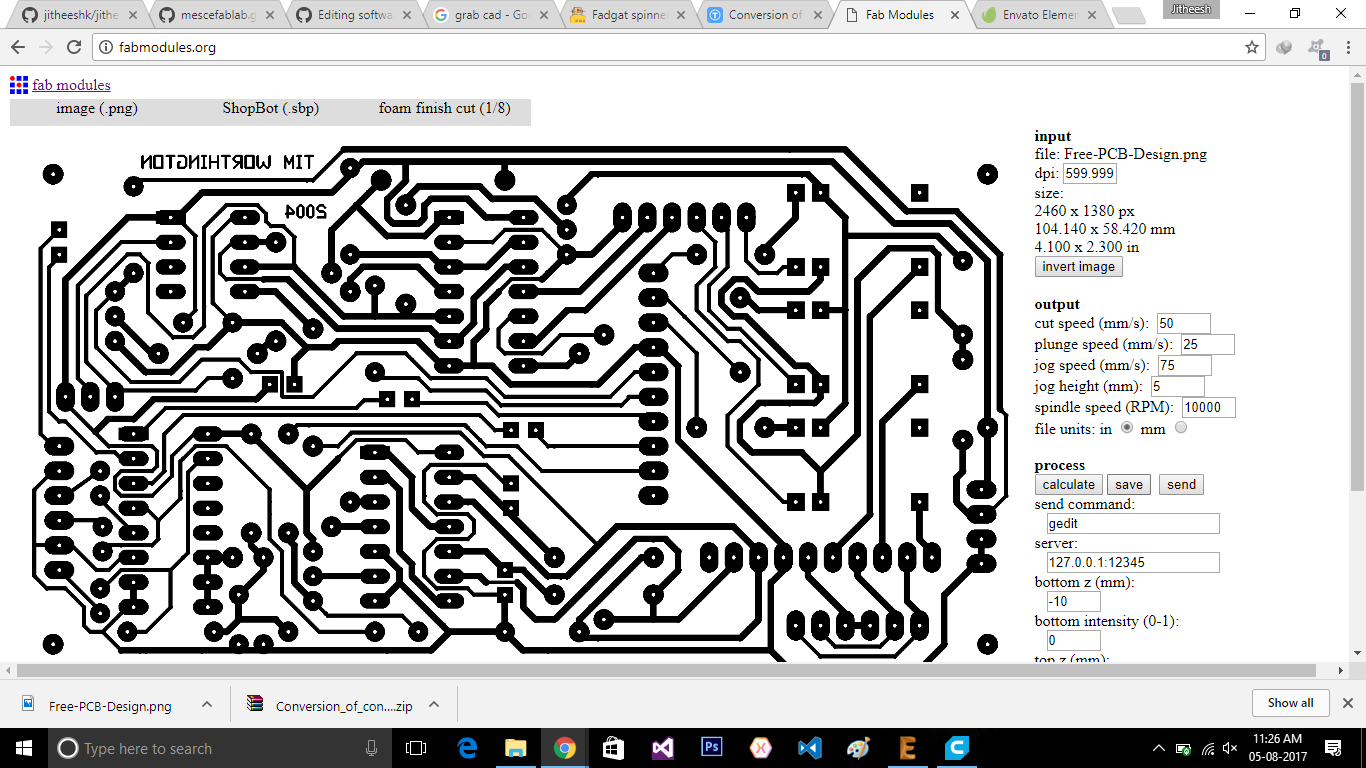 jitheeshk/jithe
mescefablab.g
Editing softwa
grab cad - Go
Fadgat spinne
Conversion of
Fab Modules
Envato Elemen
Jitheesh
fabmodules.org
0
fab modules
image (.png)
ShopBot (.sbp)
foam finish cut (1/8)
TIM WORTHINGTON
2004
input
file: Free-PCB-Design.png
dpi: 599.999
size:
2460 x 1380 px
104.140 x 58.420 mm
4.100 x 2.300 in
invert image
output
cut speed (mm/s): 50
plunge speed (mm/s): 25
jog speed (mm/s): 75
jog height (mm): 5
spindle speed (RPM): 10000
file units: in mm
process
calculate save send
send command:
gedit
server:
127.0.0.1:12345
bottom z (mm):
-10
bottom intensity (0-1):
0
top z (mm):
Free-PCB-Design.png
Conversion_of_con....zip
Show all
Type here to search
Ps
11:26 AM
05-08-2017